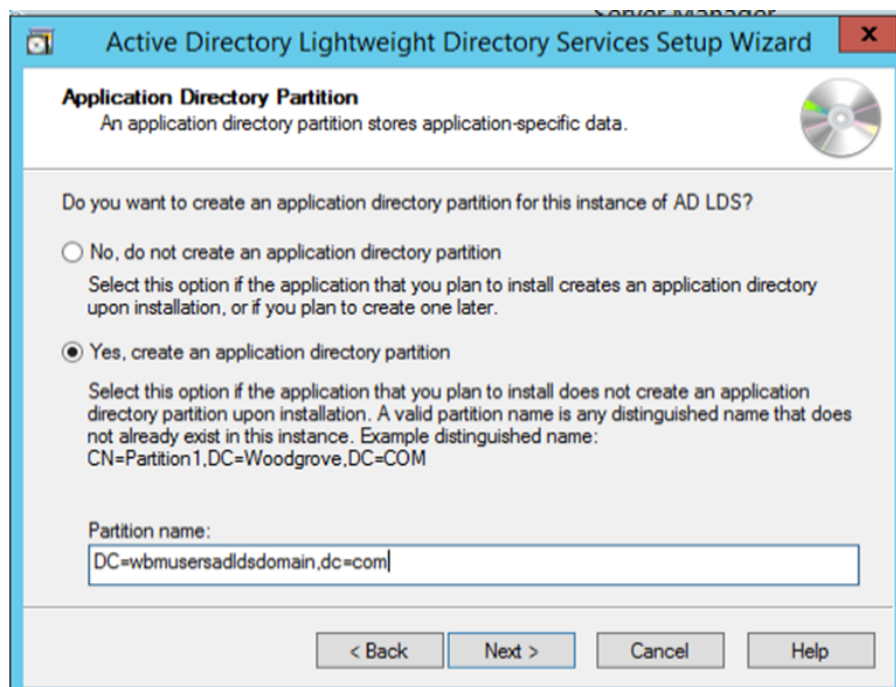 Server Manager
Active Directory Lightweight Directory Services Setup Wizard
x
Application Directory Partition
An application directory partition stores application-specific data.
Do you want to create an application directory partition for this instance of AD LDS?
No, do not create an application directory partition
Select this option if the application that you plan to install creates an application directory
upon installation, or if you plan to create one later.
Yes, create an application directory partition
Select this option if the application that you plan to install does not create an application
directory partition upon installation. A valid partition name is any distinguished name that does
not already exist in this instance. Example distinguished name:
CN=Partition1,DC=Woodgrove,DC=COM
Partition name:
DC=wbmusersadldsdomain,dc=com
< Back
Next >
Cancel
Help